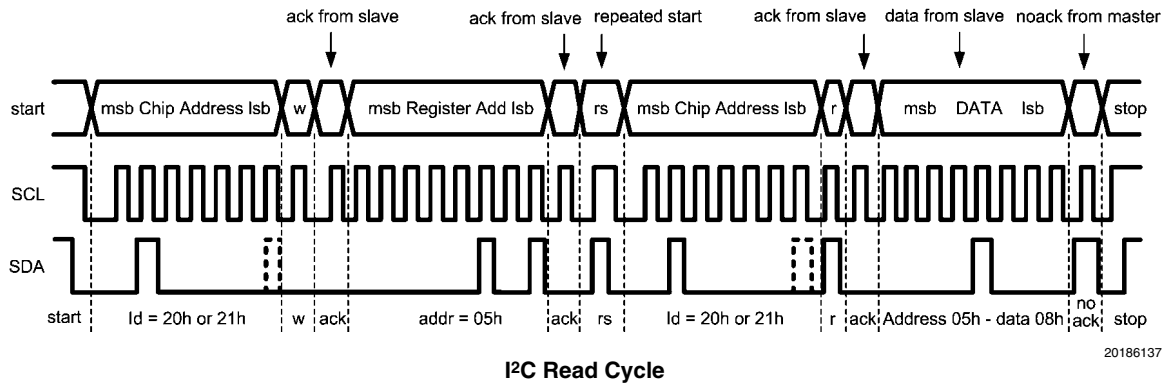 ack from slave
ack from slave repeated start ack from slave data from slave noack from master
start msb Chip Address lsb w msb Register Add lsb rs msb Chip Address lsb r msb DATA lsb stop
SCL
SDA
start Id = 20h or 21h w ack addr = 05h ack rs Id = 20h or 21h r ack Address 05h - data 08h no ack stop
20186137
I²C Read Cycle